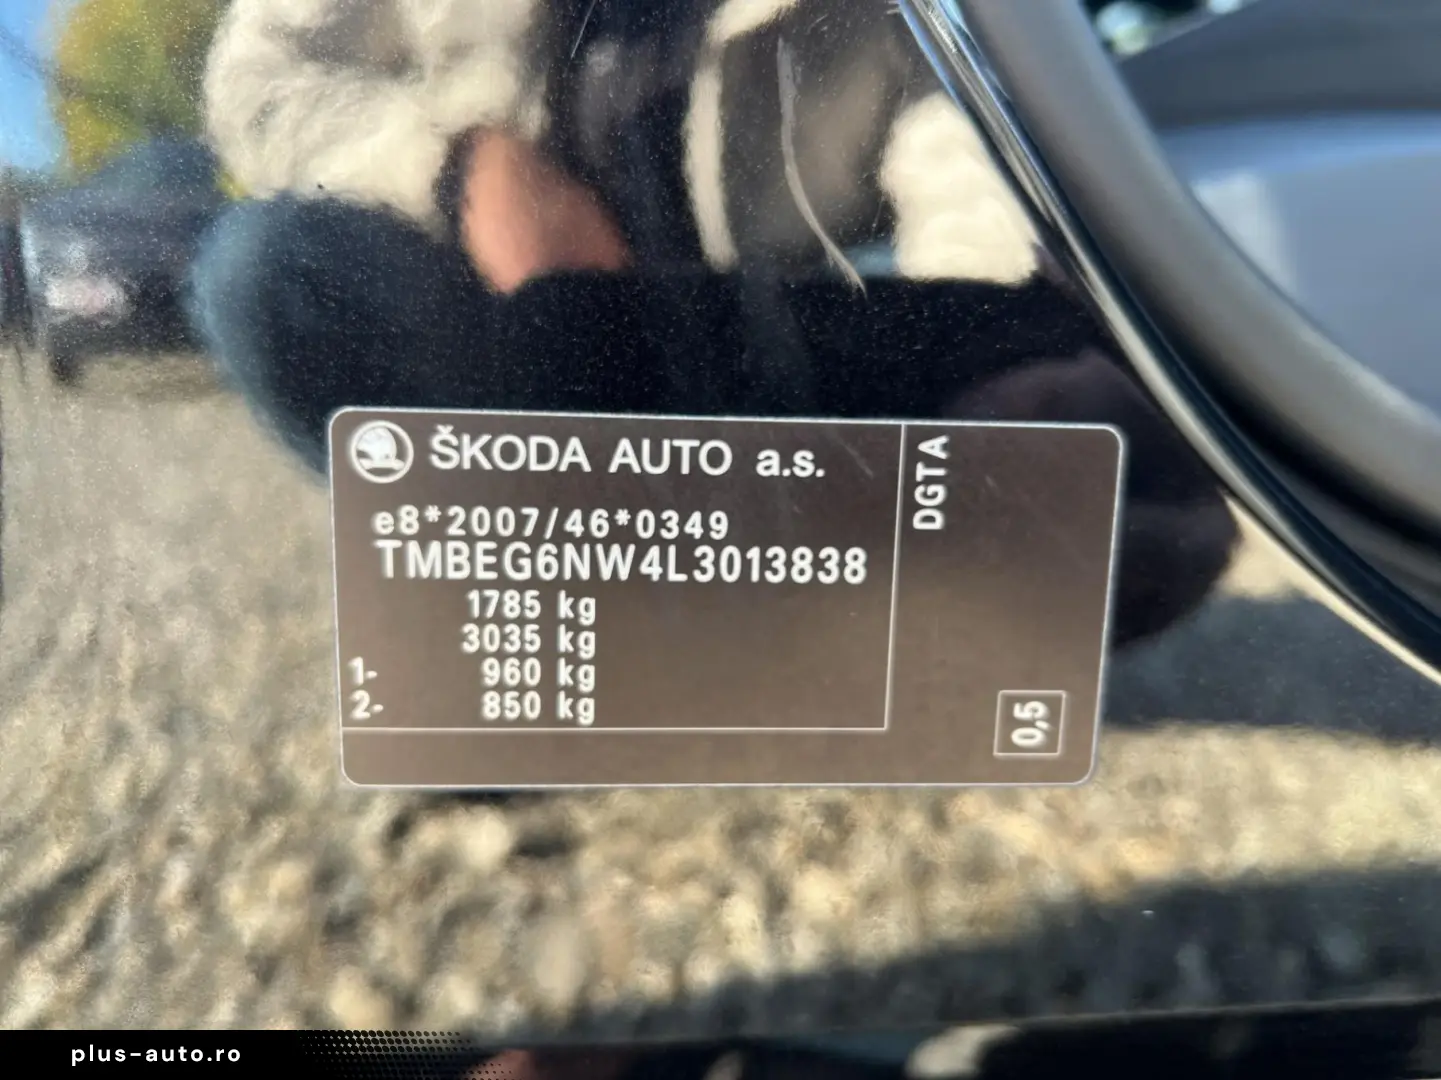 ŠKODA AUTO a.s.
e8*2007/46*0349
TMBEG6NW4L3013838
1785 kg
3035 kg
1- 960 kg
2- 850 kg
DGTA
0,5
plus-auto.ro